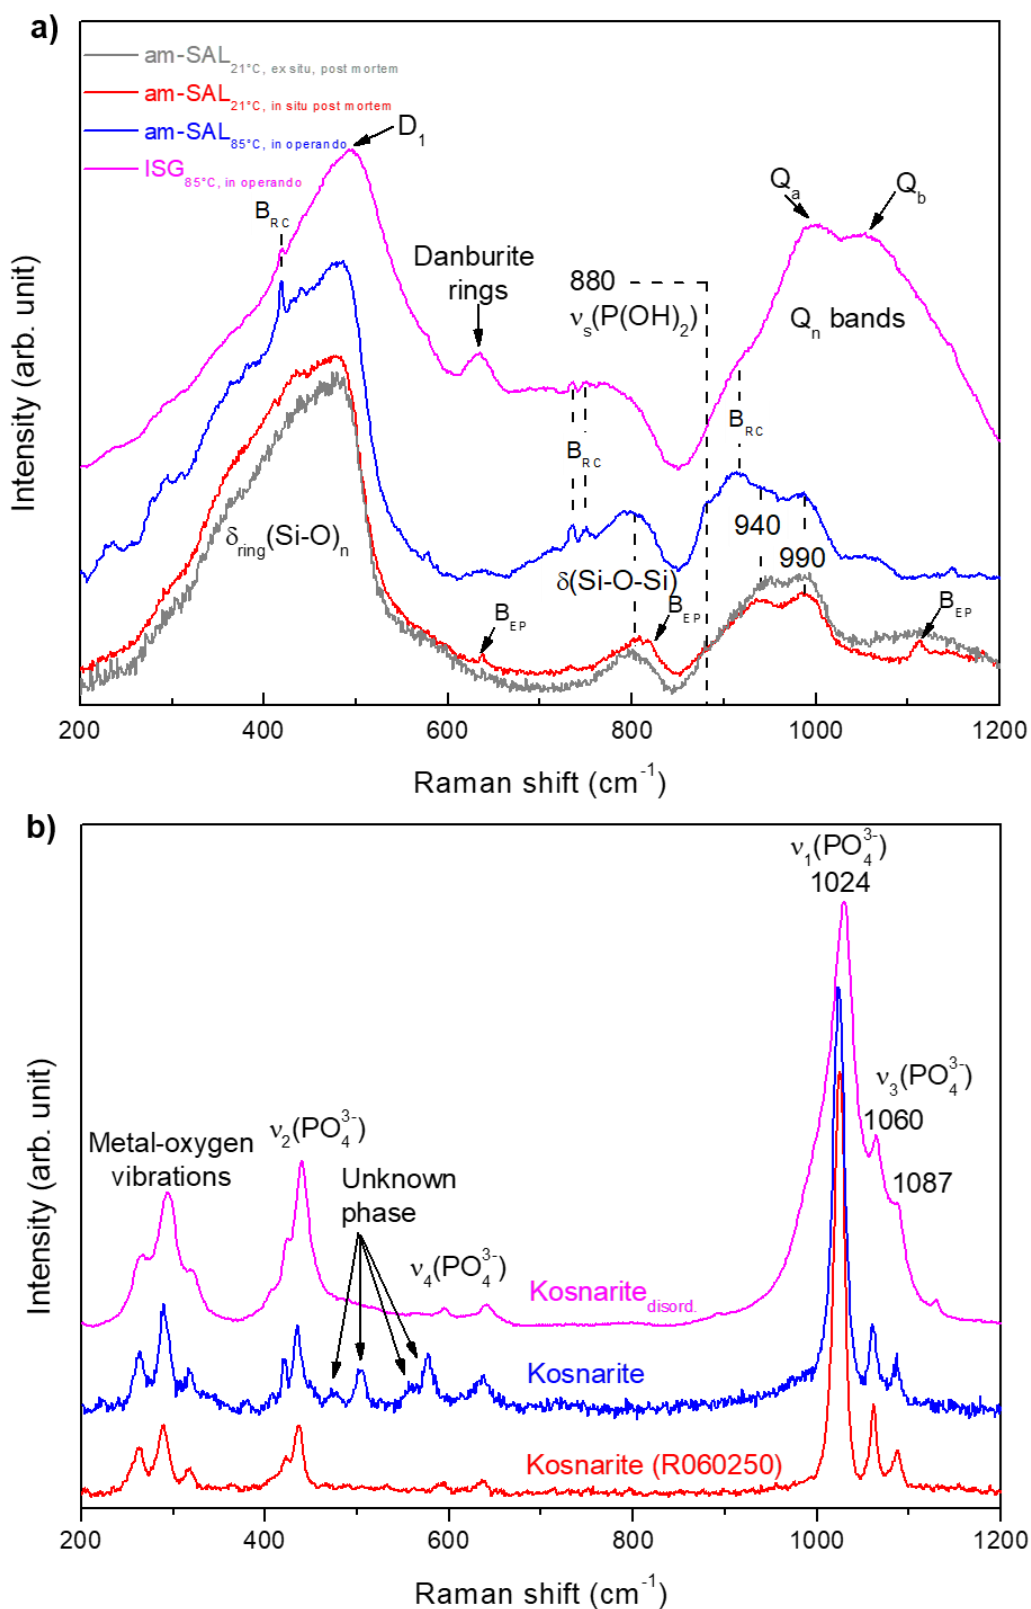 a)
am-SAL21°C, ex situ, post mortem
am-SAL21°C, in situ post mortem
am-SAL85°C, in operando
ISG85°C, in operando
D1
BRC
Danburite
rings
880
νs(P(OH)2)
Qa
Qb
Qn bands
BRC
BRC
940
990
δring(Si-O)n
δ(Si-O-Si)
BEP
BEP
BEP
Intensity (arb. unit)
200 400 600 800 1000 1200
Raman shift (cm-1)
b)
ν1(PO43-)
1024
ν3(PO43-)
1060
1087
Metal-oxygen
vibrations
ν2(PO43-)
Unknown
phase
ν4(PO43-)
Kosnaritedisord.
Kosnarite
Kosnarite (R060250)
Intensity (arb. unit)
200 400 600 800 1000 1200
Raman shift (cm-1)